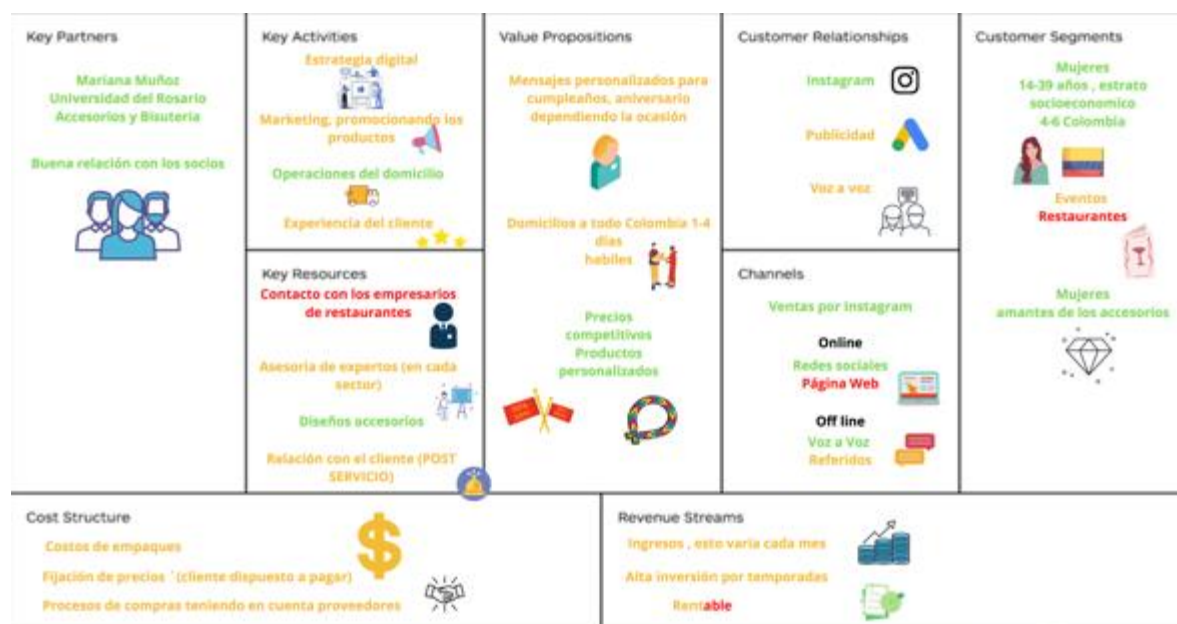 Key Partners
Mariana Muñoz
Universidad del Rosario
Accesorios y Bisuteria
Buena relación con los socios
Key Activities
Estrategia digital
Marketing, promocionando los
productos
Operaciones del domicilio
Experiencia del cliente
Key Resources
Contacto con los empresarios
de restaurantes
Asesoria de expertos (en cada
sector)
Diseños accesorios
Relación con el cliente (POST
SERVICIO)
Value Propositions
Mensajes personalizados para
cumpleaños, aniversario
dependiendo la ocasión
Domicilios a todo Colombia 1-4
dias
habiles
Precios
competitivos
Productos
personalizados
Customer Relationships
Instagram
Publicidad
Voz a voz
Channels
Ventas por Instagram
Online
Redes sociales
Página Web
Off line
Voz a Voz
Referidos
Customer Segments
Mujeres
14-39 años , estrato
socioeconomico
4-6 Colombia
Eventos
Restaurantes
Mujeres
amantes de los accesorios
Cost Structure
Costos de empaques
Fijación de precios ´(cliente dispuesto a pagar)
Procesos de compras teniendo en cuenta proveedores
$
Revenue Streams
Ingresos , esto varia cada mes
Alta inversión por temporadas
Rentable